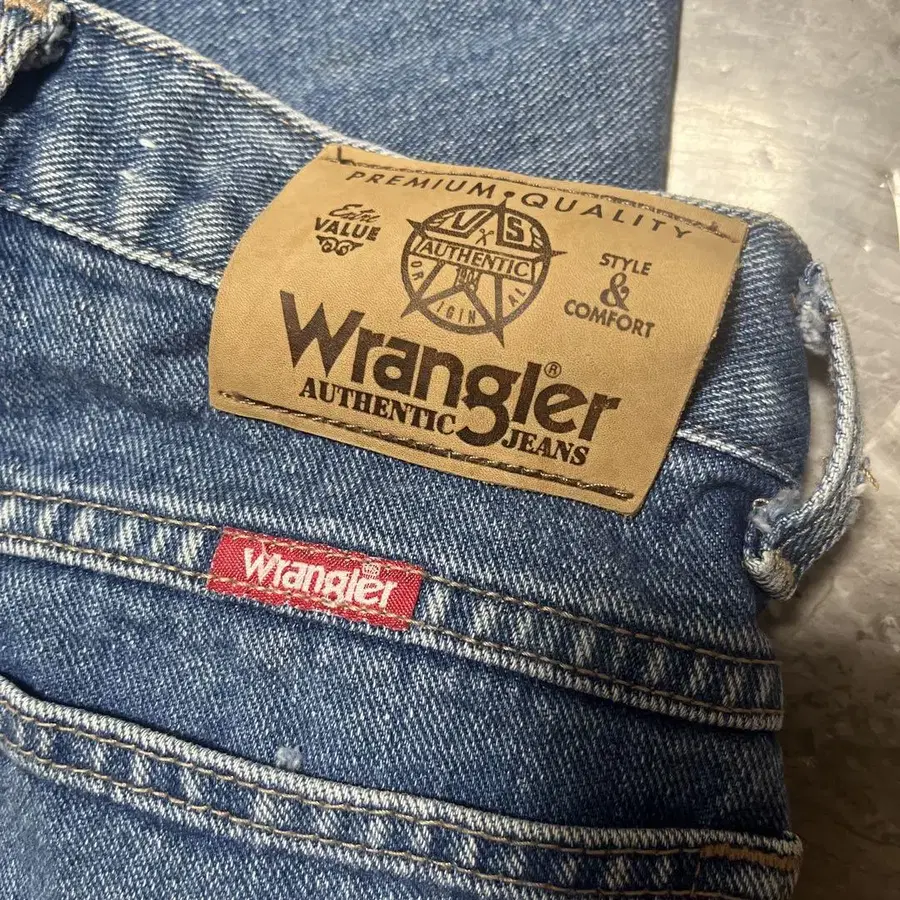 PREMIUM • QUALITY
Extra
VALUE
AUTHENTIC
ORIGINAL
STYLE
&
COMFORT
Wrangler®
AUTHENTIC JEANS
Wrangler